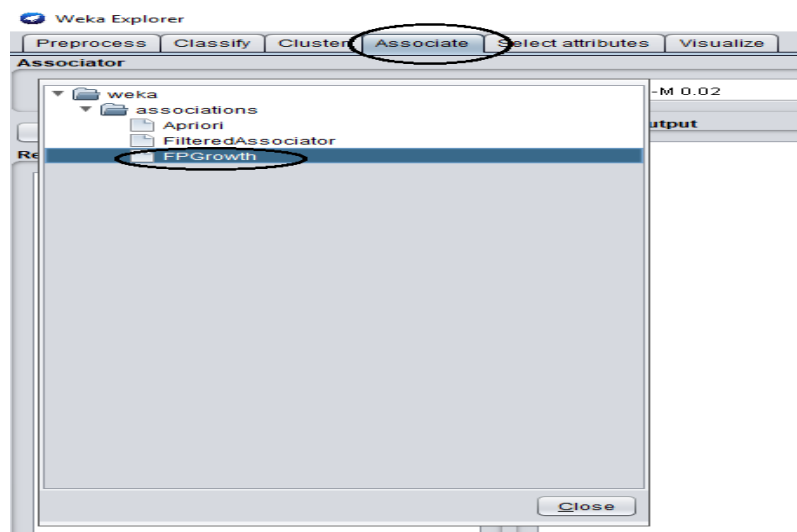 Weka Explorer
Preprocess Classify Cluster Associate Select attributes Visualize
Associator
weka
-M 0.02
associations
Apriori
utput
FilteredAssociator
Re
FPGrowth
Close